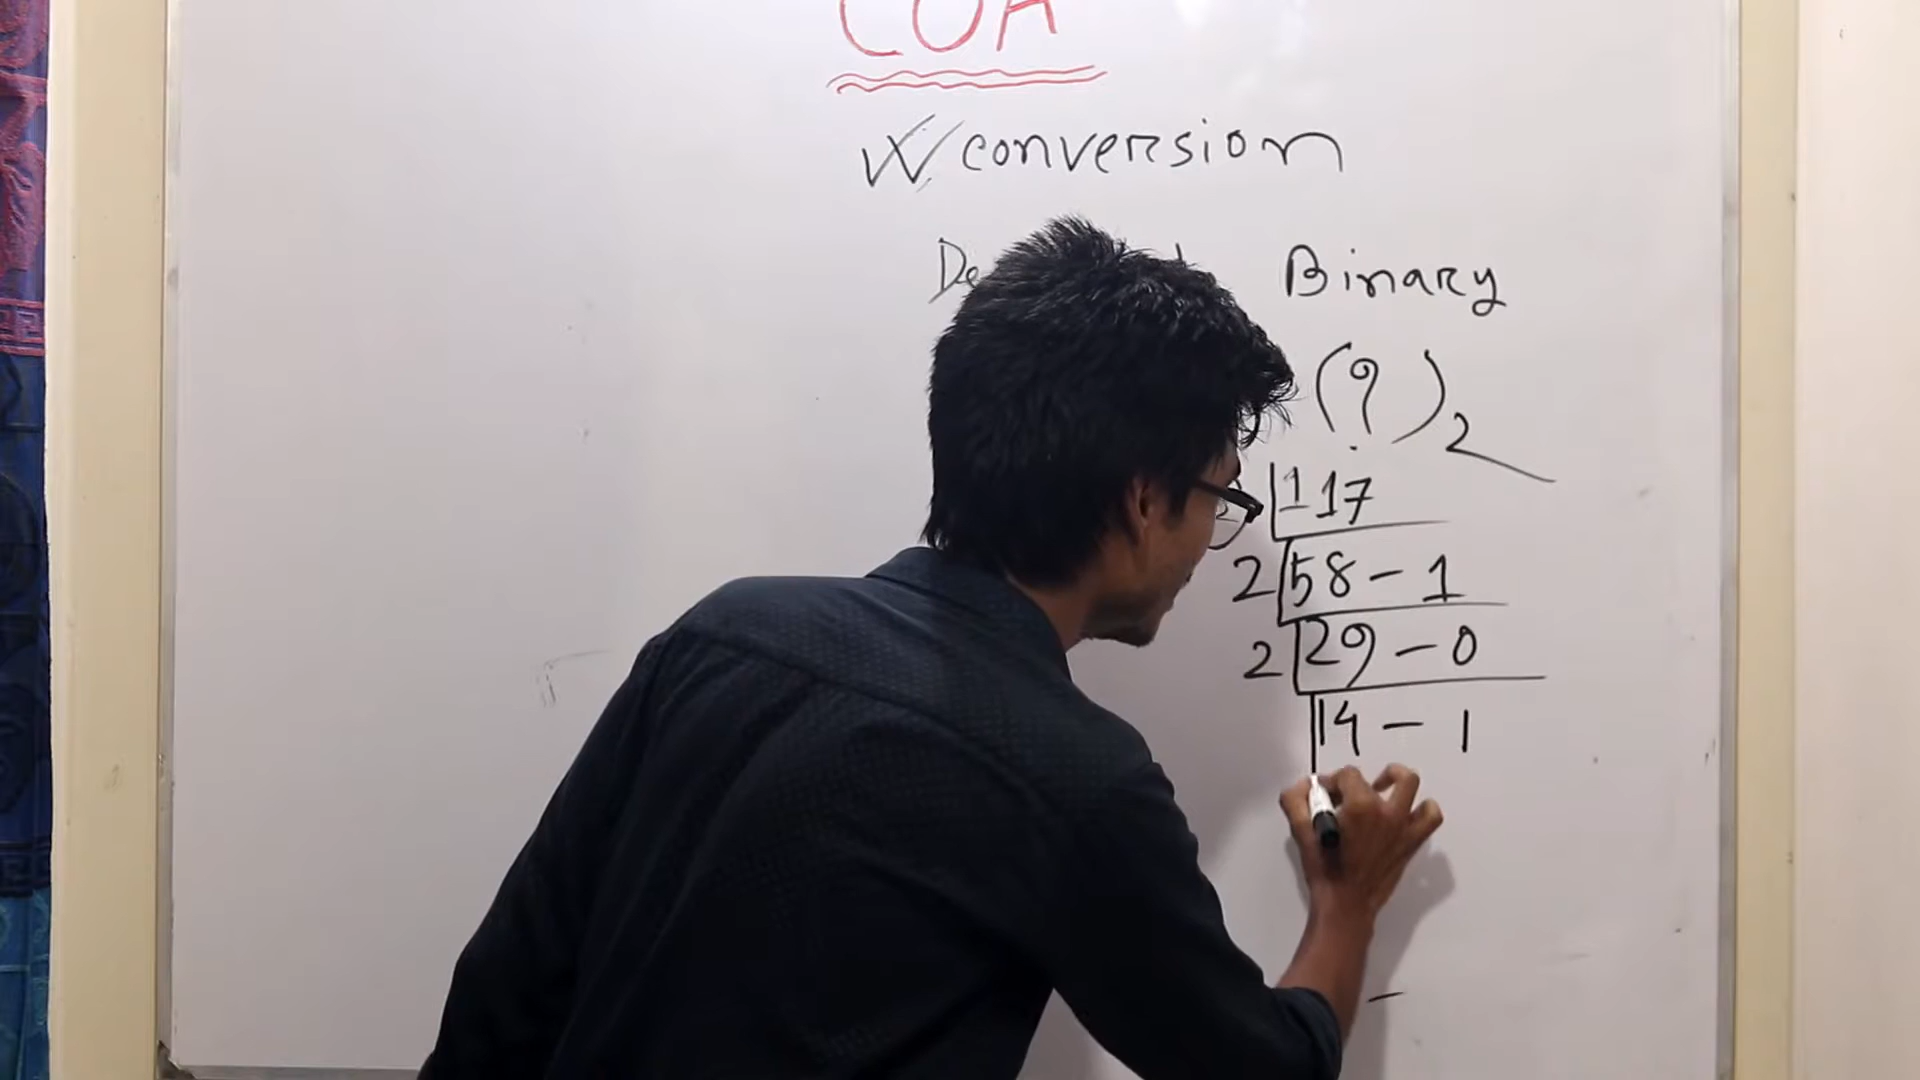 COA
conversion
Binary
(?)2
117
2 58 - 1
2 29 - 0
14 - 1